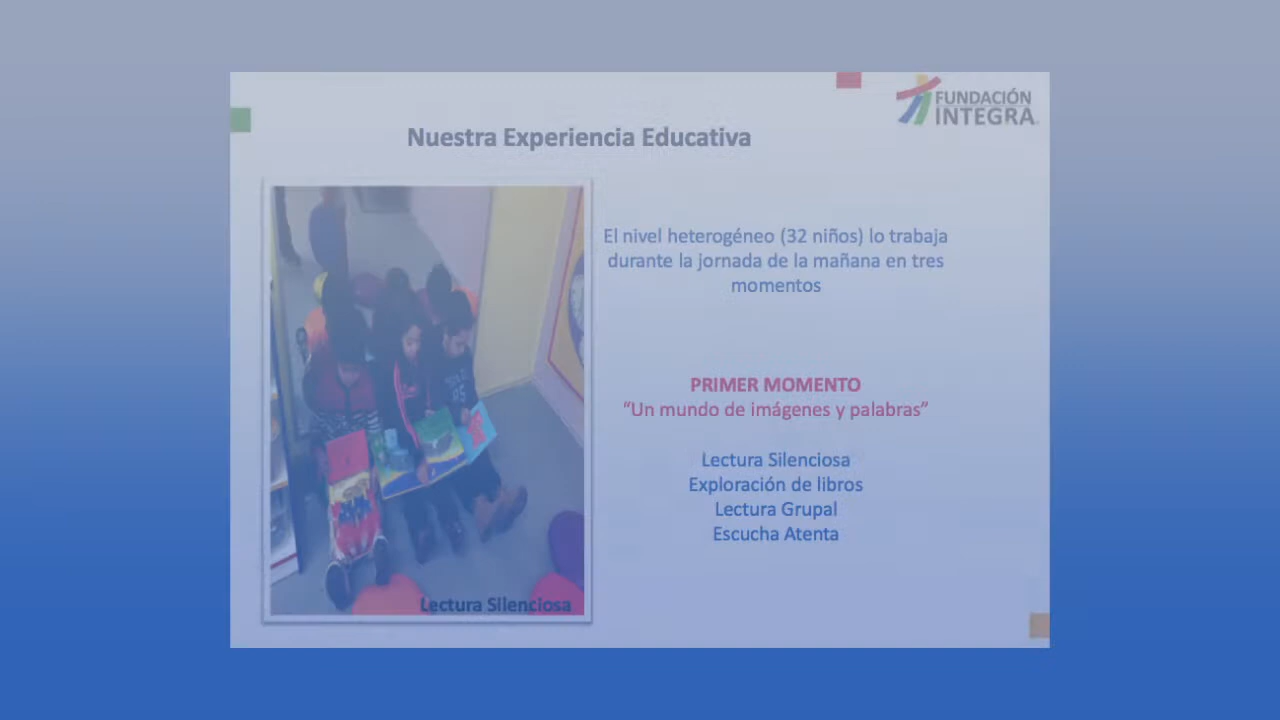 FUNDACIÓN
INTEGRA
Nuestra Experiencia Educativa
El nivel heterogéneo (32 niños) lo trabaja
durante la jornada de la mañana en tres
momentos
PRIMER MOMENTO
“Un mundo de imágenes y palabras”
Lectura Silenciosa
Exploración de libros
Lectura Grupal
Escucha Atenta
Lectura Silenciosa